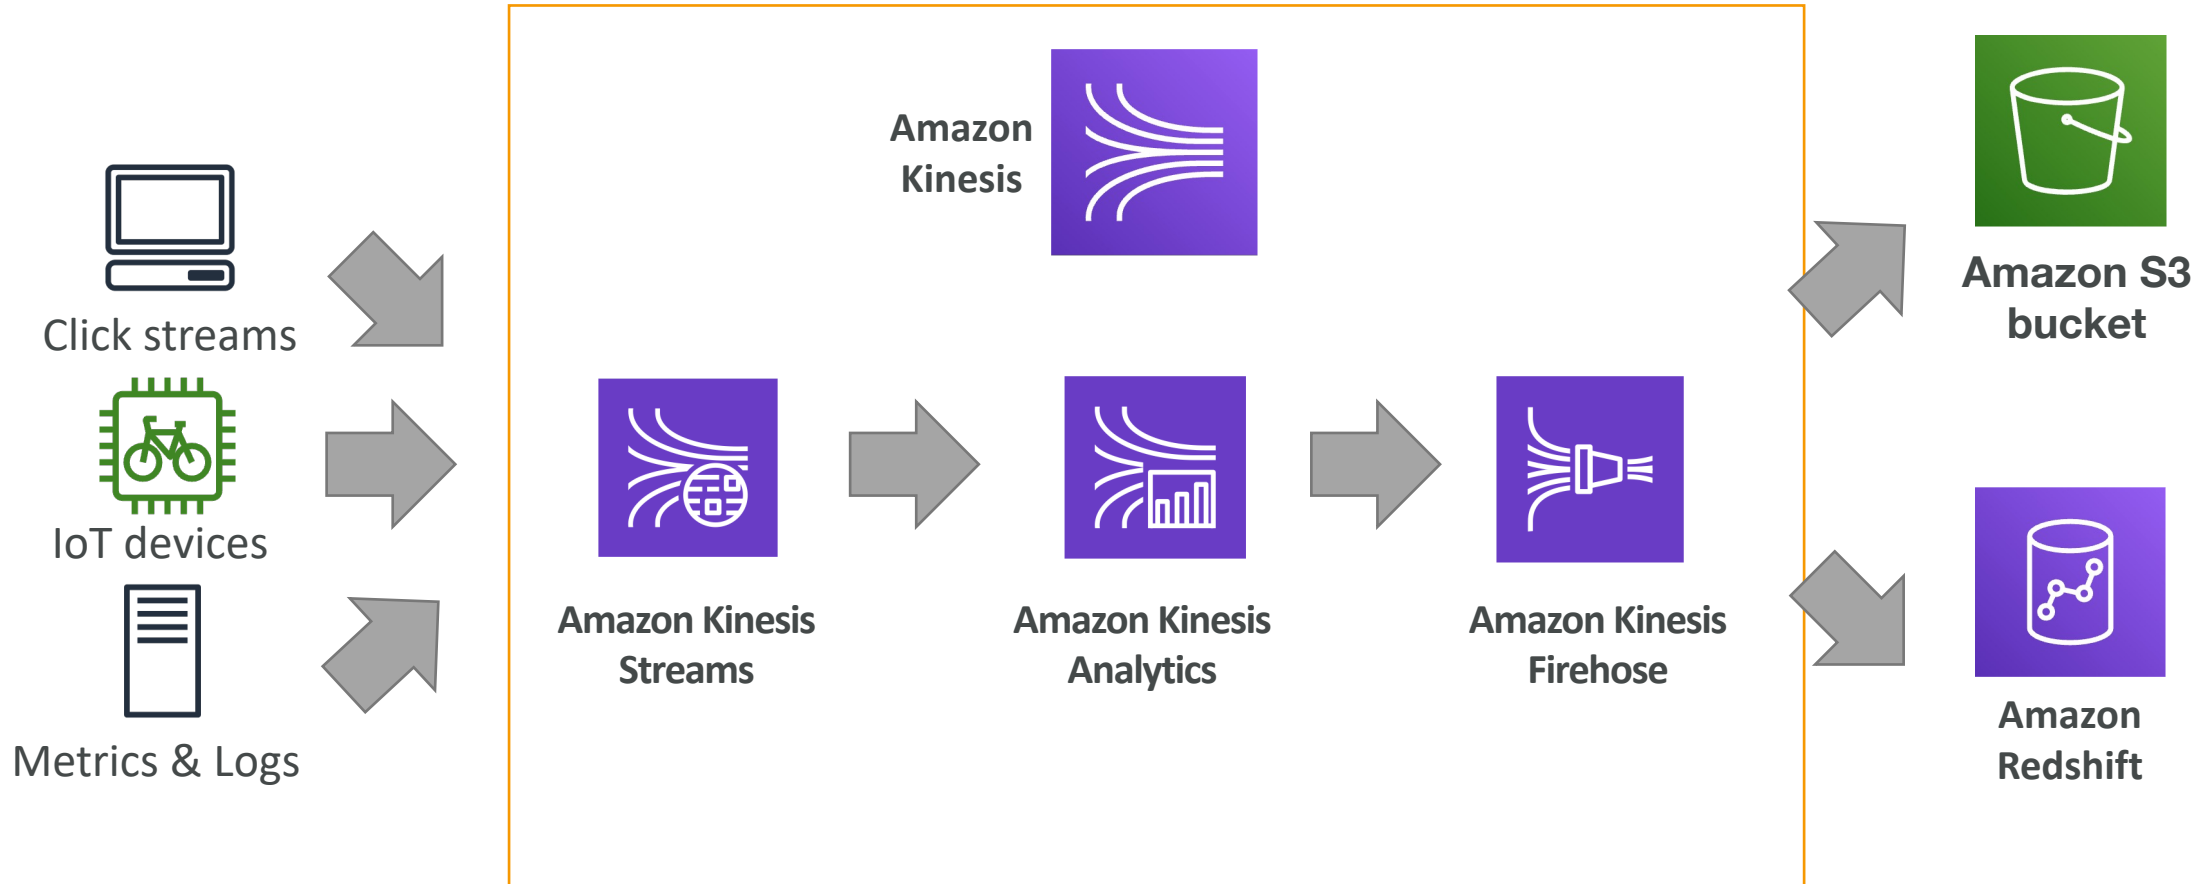 Amazon
Kinesis
Click streams
IoT devices
Metrics & Logs
Amazon Kinesis
Streams
Amazon Kinesis
Analytics
Amazon Kinesis
Firehose
Amazon S3
bucket
Amazon
Redshift